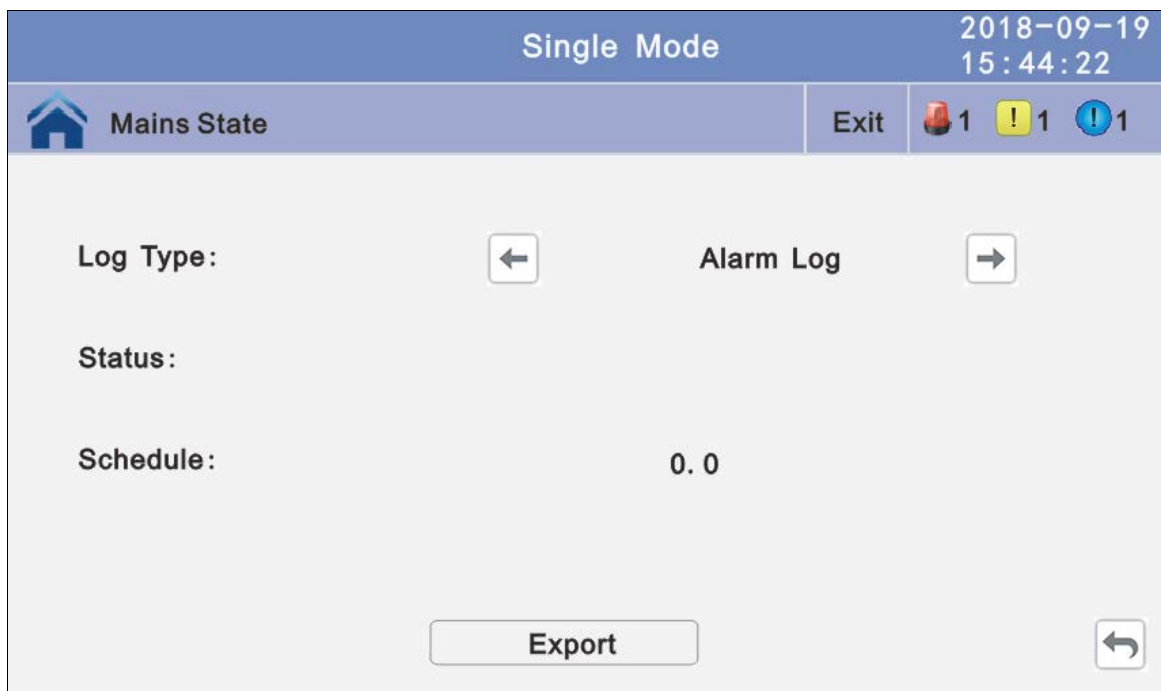 Single Mode
2018-09-19
15:44:22
Mains State
Exit
1
! 1
! 1
Log Type:
Alarm Log
Status:
Schedule:
0.0
Export